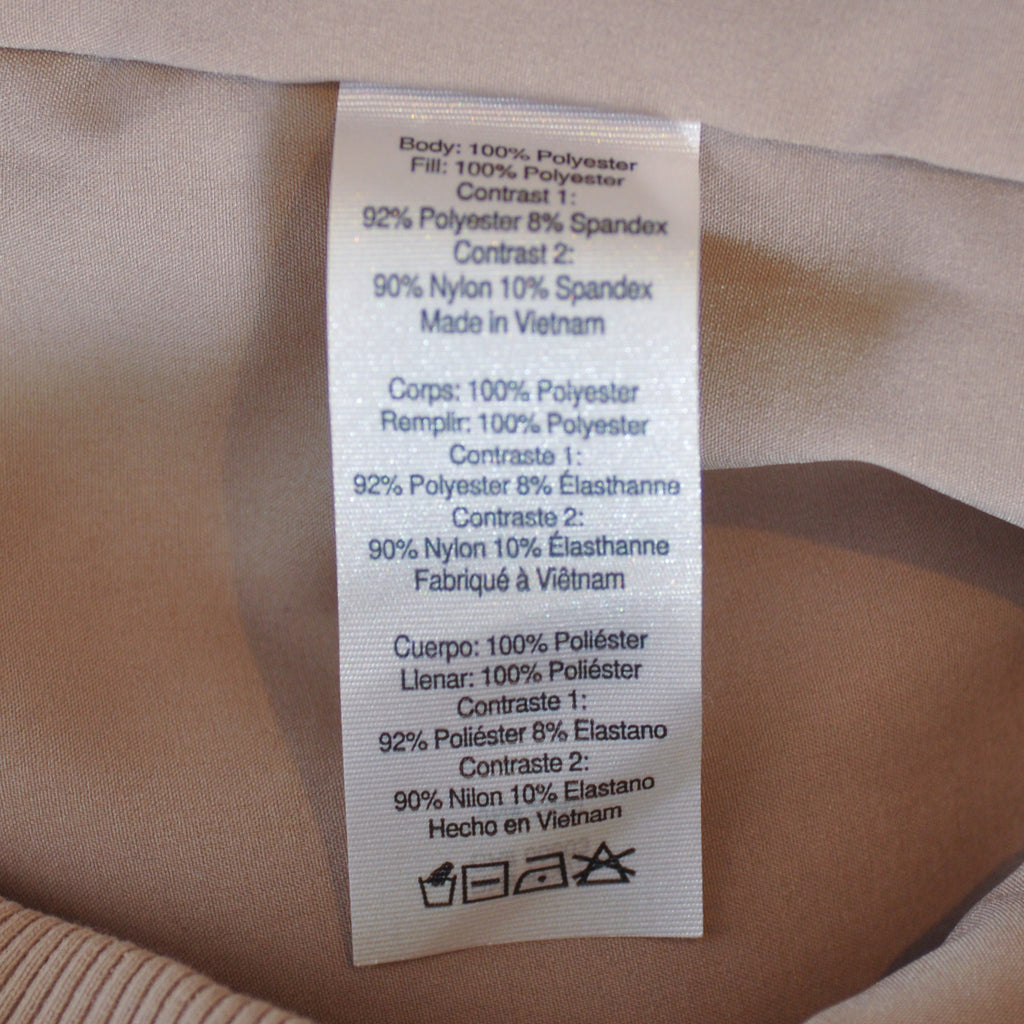 Body: 100% Polyester
Fill: 100% Polyester
Contrast 1:
92% Polyester 8% Spandex
Contrast 2:
90% Nylon 10% Spandex
Made in Vietnam
Corps: 100% Polyester
Remplir: 100% Polyester
Contraste 1:
92% Polyester 8% Élasthanne
Contraste 2:
90% Nylon 10% Élasthanne
Fabriqué à Viêtnam
Cuerpo: 100% Poliéster
Llenar: 100% Poliéster
Contraste 1:
92% Poliéster 8% Elastano
Contraste 2:
90% Nilon 10% Elastano
Hecho en Vietnam